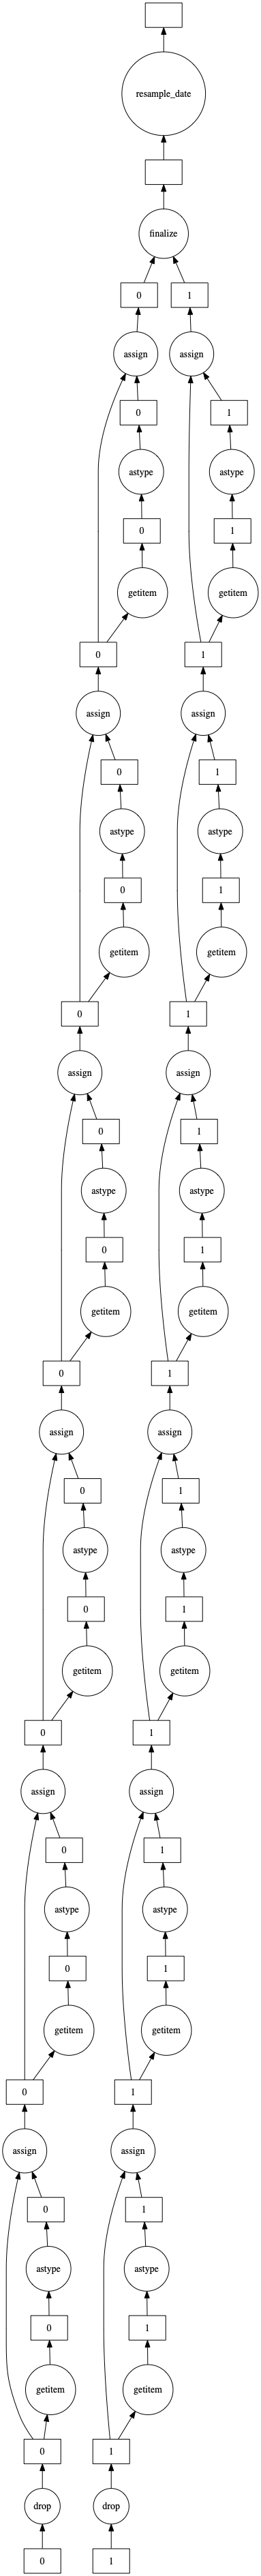 resample_date
finalize
0 1
assign assign
0 1
astype astype
0 1
getitem getitem
0 1
assign assign
0 1
astype astype
0 1
getitem getitem
0 1
assign assign
0 1
astype astype
0 1
getitem getitem
0 1
assign assign
0 1
astype astype
0 1
getitem getitem
0 1
assign assign
0 1
astype astype
0 1
getitem getitem
0 1
assign assign
0 1
astype astype
0 1
getitem getitem
0 1
drop drop
0 1